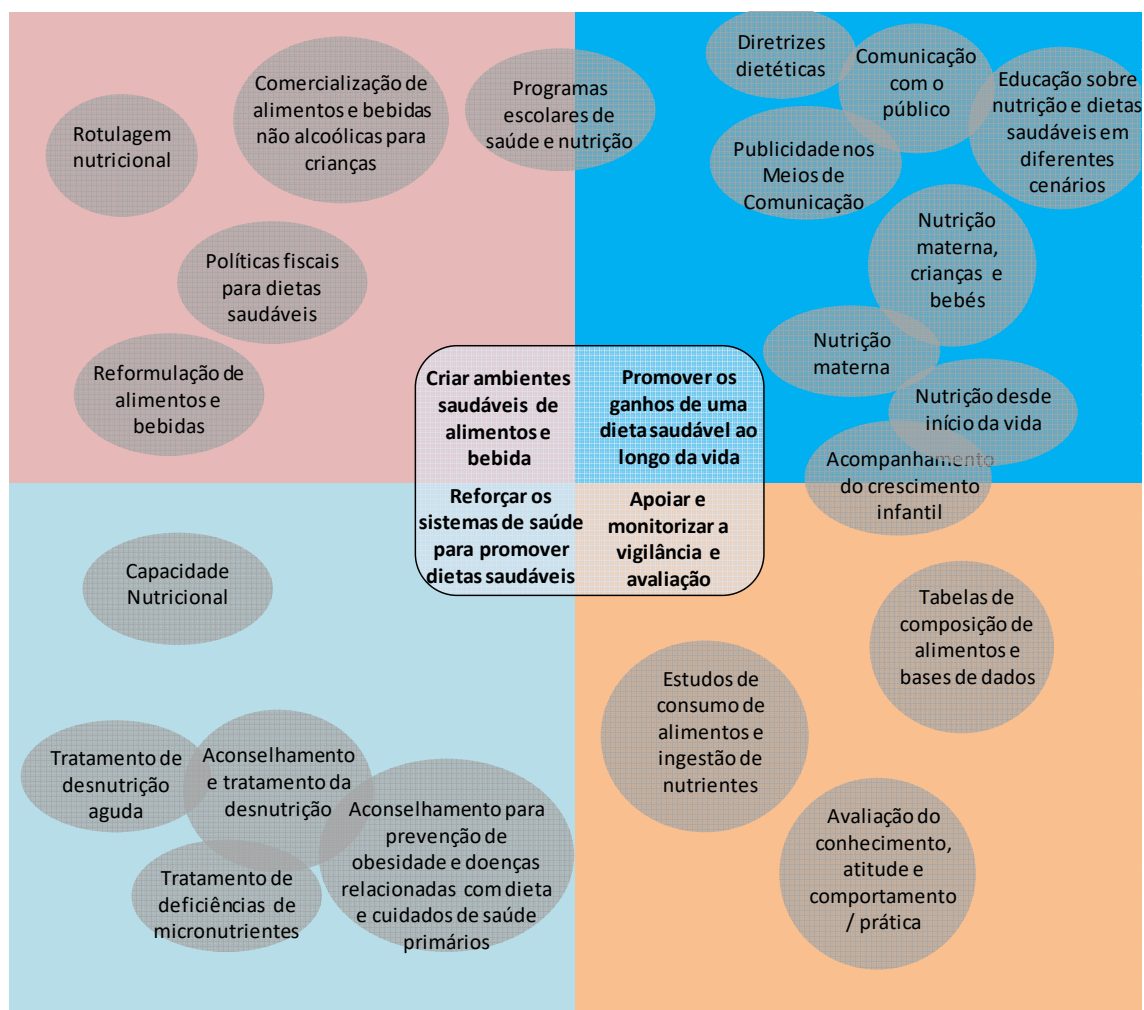 Rotulagem
nutricional
Comercialização de
alimentos e bebidas
não alcoólicas para
crianças
Programas
escolares de
saúde e nutrição
Políticas fiscais
para dietas
saudáveis
Reformulação de
alimentos e
bebidas
Diretrizes
dietéticas
Comunicação
com o
público
Educação sobre
nutrição e dietas
saudáveis em
diferentes
cenários
Publicidade nos
Meios de
Comunicação
Nutrição
materna,
crianças e
bebés
Nutrição
materna
Nutrição desde
início da vida
Acompanhamento
do crescimento
infantil
Criar ambientes
saudáveis de
alimentos e
bebida
Promover os
ganhos de uma
dieta saudável ao
longo da vida
Reforçar os
sistemas de saúde
para promover
dietas saudáveis
Apoiar e
monitorizar a
vigilância e
avaliação
Capacidade
Nutricional
Tratamento de
desnutrição
aguda
Aconselhamento
e tratamento da
desnutrição
Aconselhamento para
prevenção de
obesidade e doenças
relacionadas com dieta
e cuidados de saúde
primários
Tratamento de
deficiências de
micronutrientes
Tabelas de
composição de
alimentos e
bases de dados
Estudos de
consumo de
alimentos e
ingestão de
nutrientes
Avaliação do
conhecimento,
atitude e
comportamento
/ prática